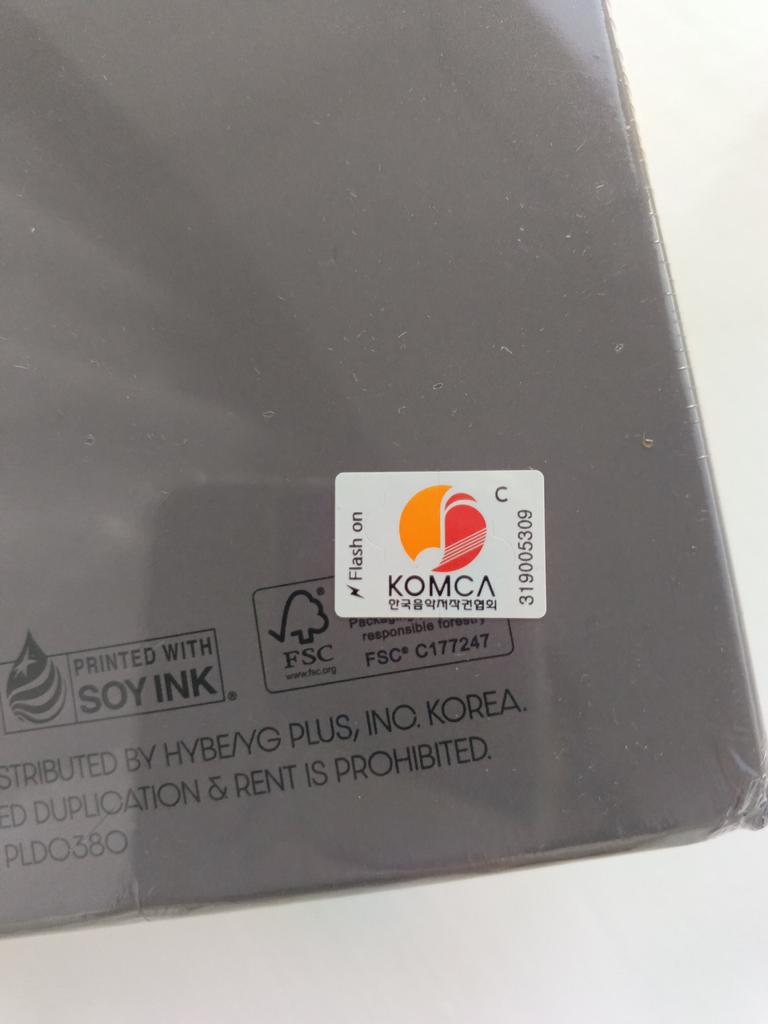 C
Flash on
319005309
KOMCA
한국음악저작권협회
responsible forestry
FSC
www.fsc.org
FSC® C177247
PRINTED WITH
SOY INK®
STRIBUTED BY HYBE/YG PLUS, INC. KOREA.
ED DUPLICATION & RENT IS PROHIBITED.
PLD0380